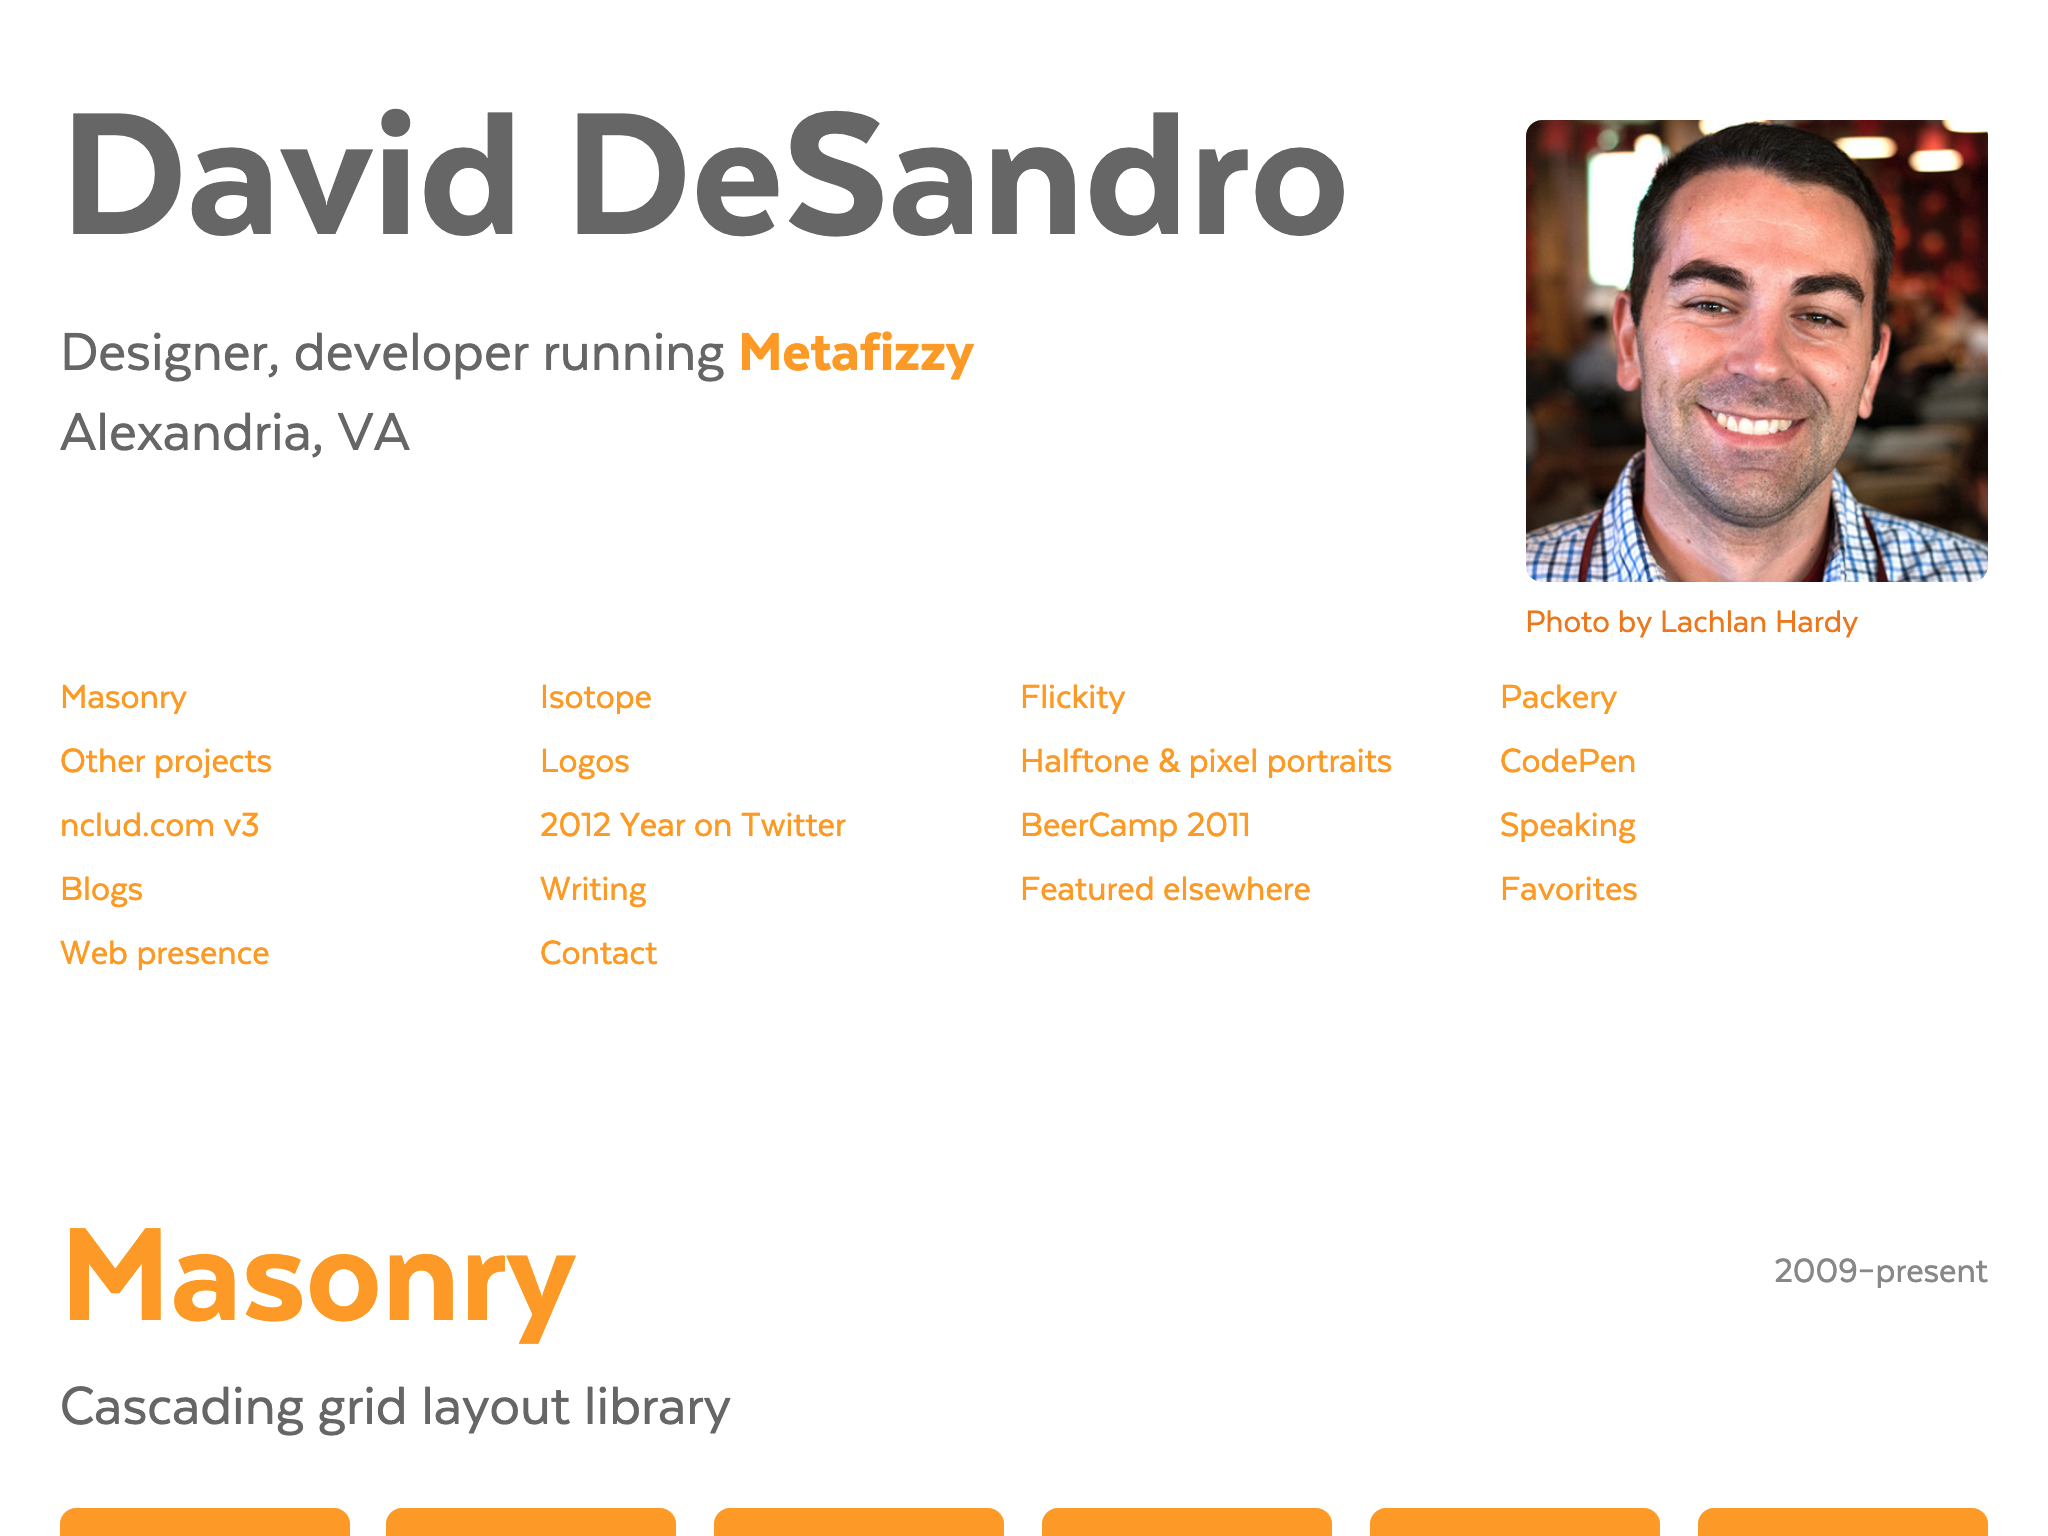 David DeSandro
Designer, developer running Metafizzy
Alexandria, VA
Photo by Lachlan Hardy
Masonry
Isotope
Flickity
Packery
Other projects
Logos
Halftone & pixel portraits
CodePen
nclud.com v3
2012 Year on Twitter
BeerCamp 2011
Speaking
Blogs
Writing
Featured elsewhere
Favorites
Web presence
Contact
Masonry
2009–present
Cascading grid layout library